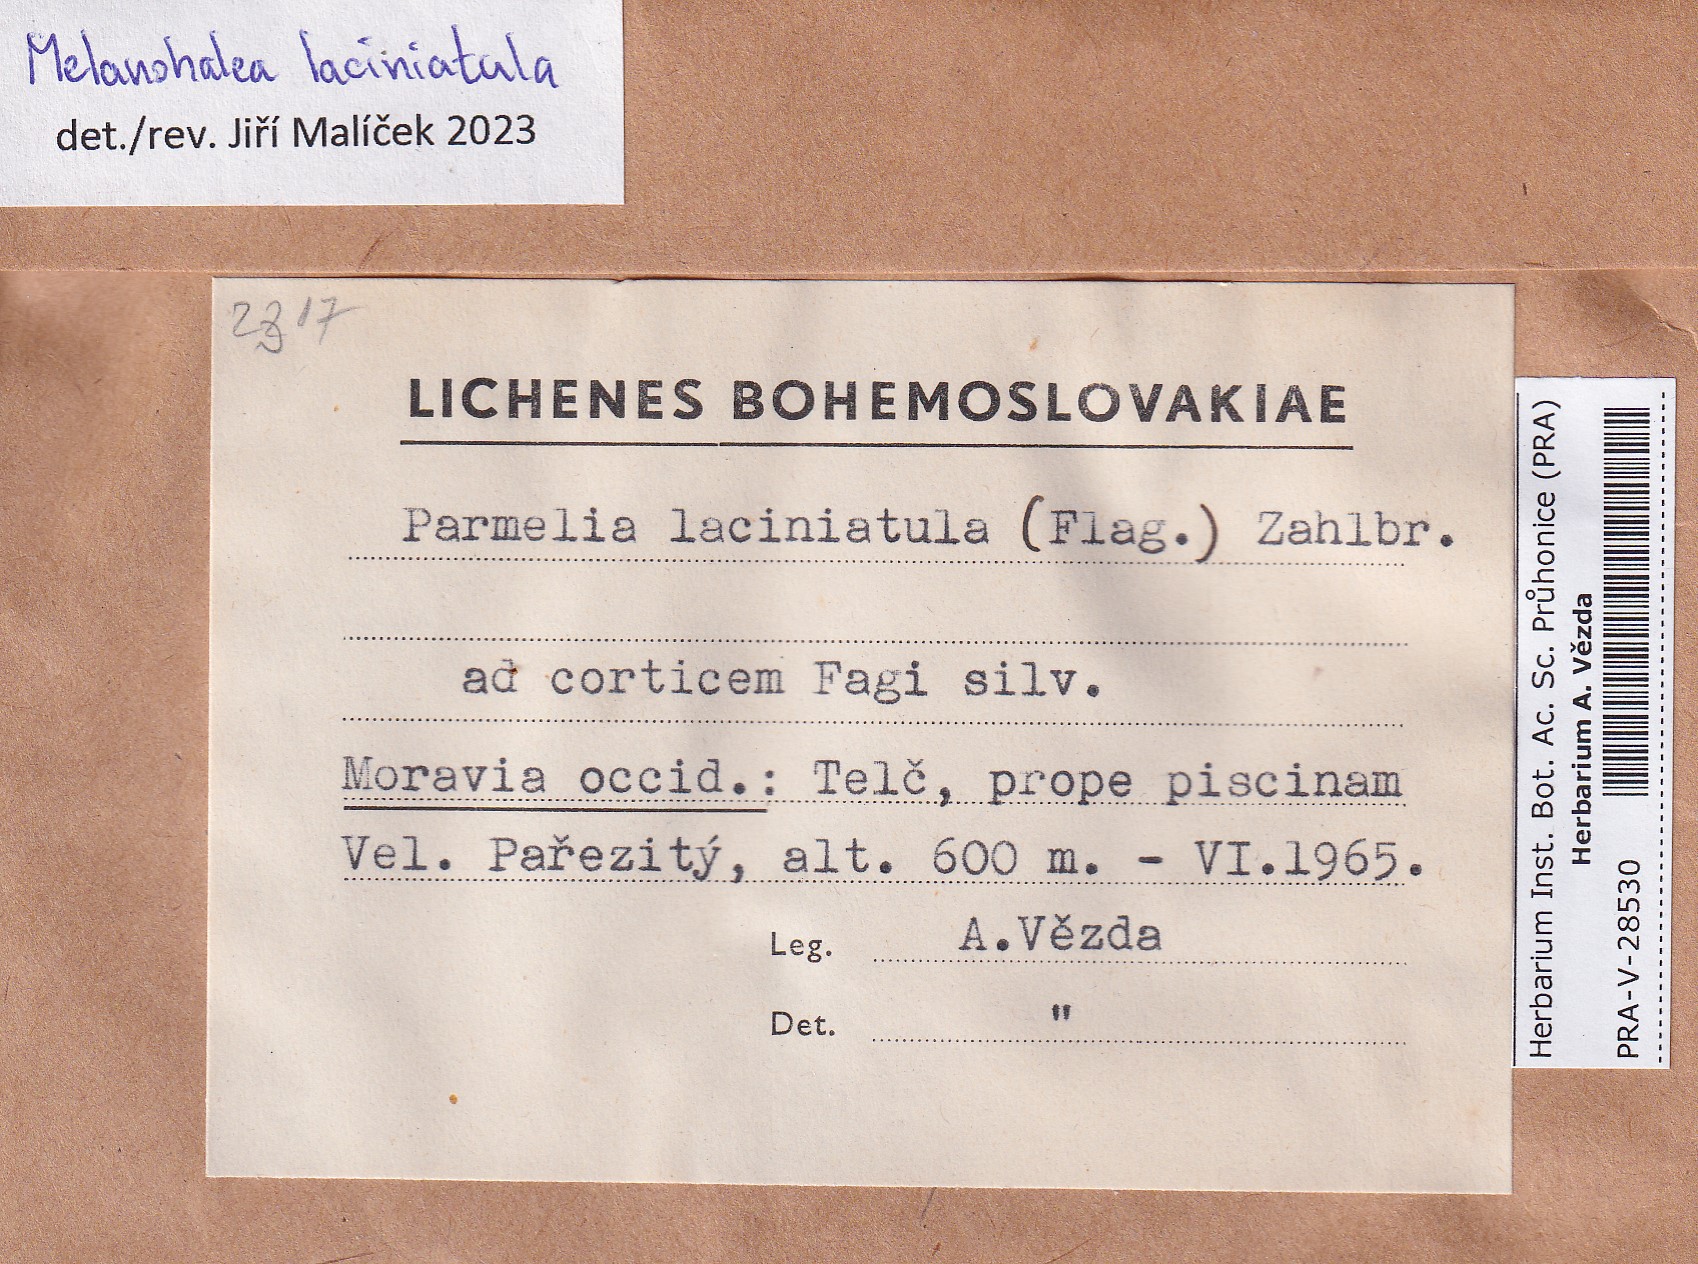 Melanohalea laciniatula
det./rev. Jiří Malíček 2023
LICHENES BOHEMOSLOVAKIAE
Parmelia laciniatula (Flag.) Zahlbr.
ad corticem Fagi silv.
Moravia occid.: Telč, prope piscinam
Vel. Pařezitý, alt. 600 m. - VI.1965.
Leg. A.Vězda
Det. "
Herbarium Inst. Bot. Ac. Sc. Průhonice (PRA)
Herbarium A. Vězda
PRA-V-28530